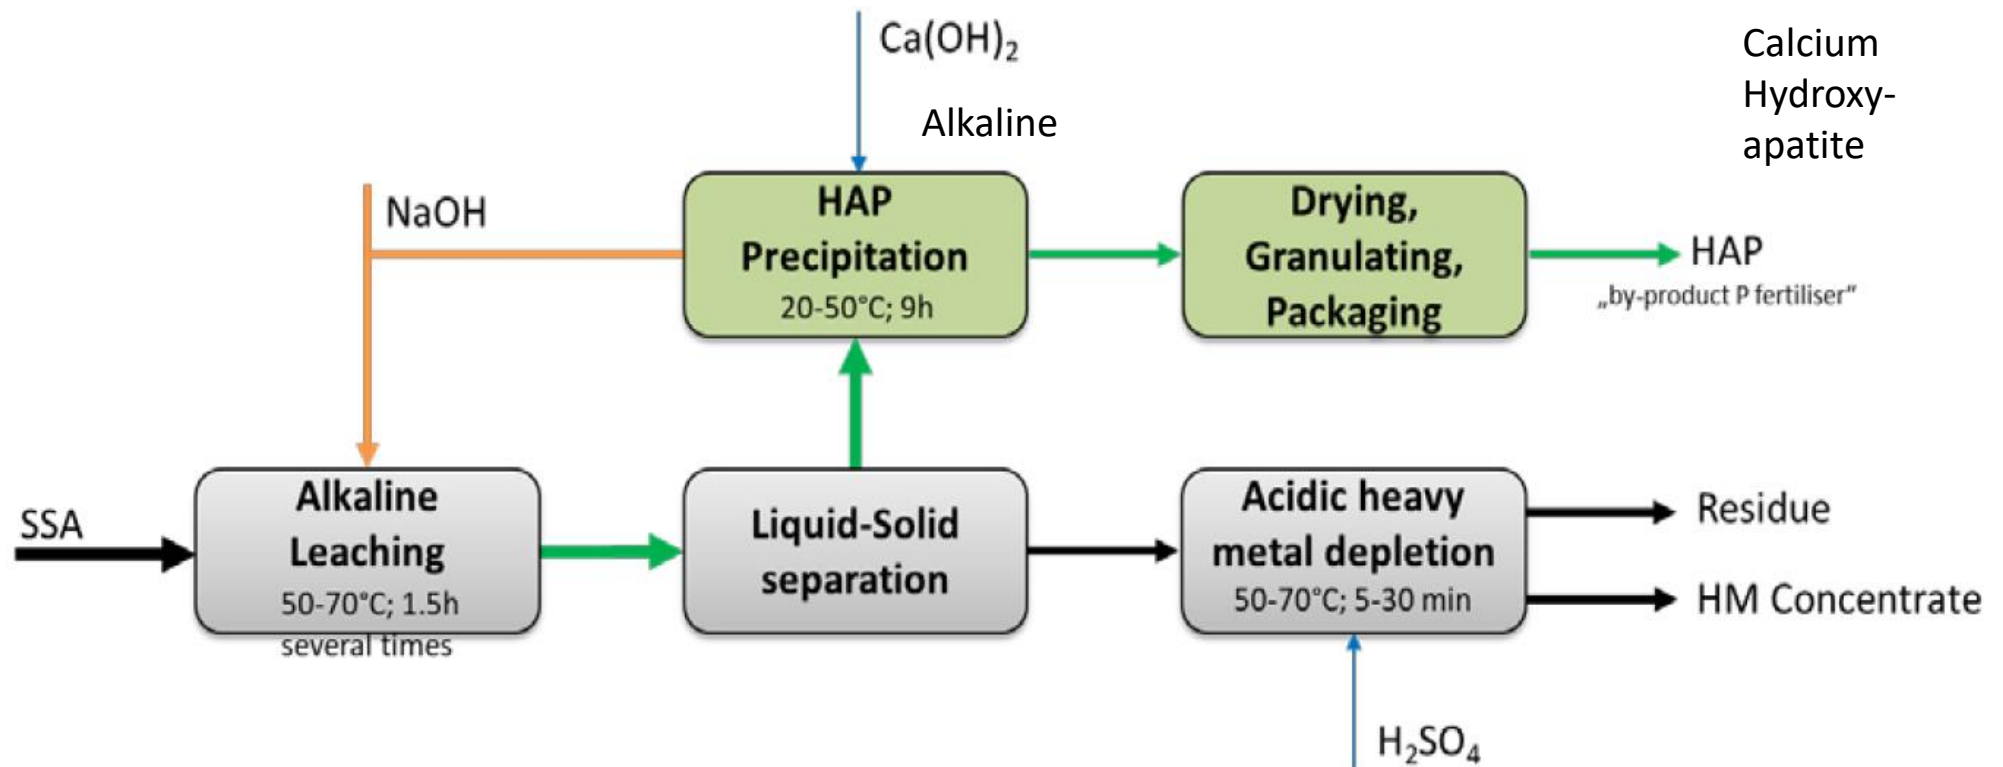 Ca(OH)₂
Alkaline
Calcium
Hydroxy-
apatite
NaOH
HAP
Precipitation
20-50°C; 9h
Drying,
Granulating,
Packaging
HAP
„by-product P fertiliser“
SSA
Alkaline
Leaching
50-70°C; 1.5h
several times
Liquid-Solid
separation
Acidic heavy
metal depletion
50-70°C; 5-30 min
Residue
HM Concentrate
H₂SO₄